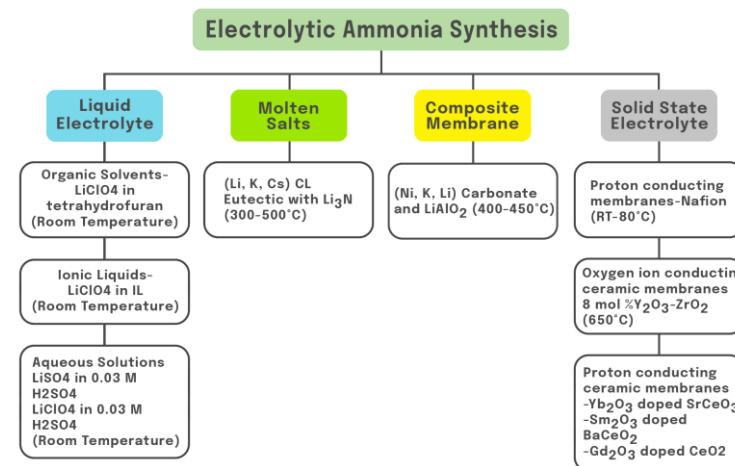 Electrolytic Ammonia Synthesis
Liquid
Electrolyte
Organic Solvents-
LiClO4 in
tetrahydrofuran
(Room Temperature)
Ionic Liquids-
LiClO4 in IL
(Room Temperature)
Aqueous Solutions
LiSO4 in 0.03 M
H2SO4
LiClO4 in 0.03 M
H2SO4
(Room Temperature)
Molten
Salts
(Li, K, Cs) CL
Eutectic with Li₃N
(300-500°C)
Composite
Membrane
(Ni, K, Li) Carbonate
and LiAlO₂ (400-450°C)
Solid State
Electrolyte
Proton conducting
membranes-Nafion
(RT-80°C)
Oxygen ion conductin
ceramic membranes
8 mol %Y₂O₃-ZrO₂
(650°C)
Proton conducting
ceramic membranes
-Yb₂O₃ doped SrCeO₃
-Sm₂O₃ doped
BaCeO₂
-Gd₂O₃ doped CeO2